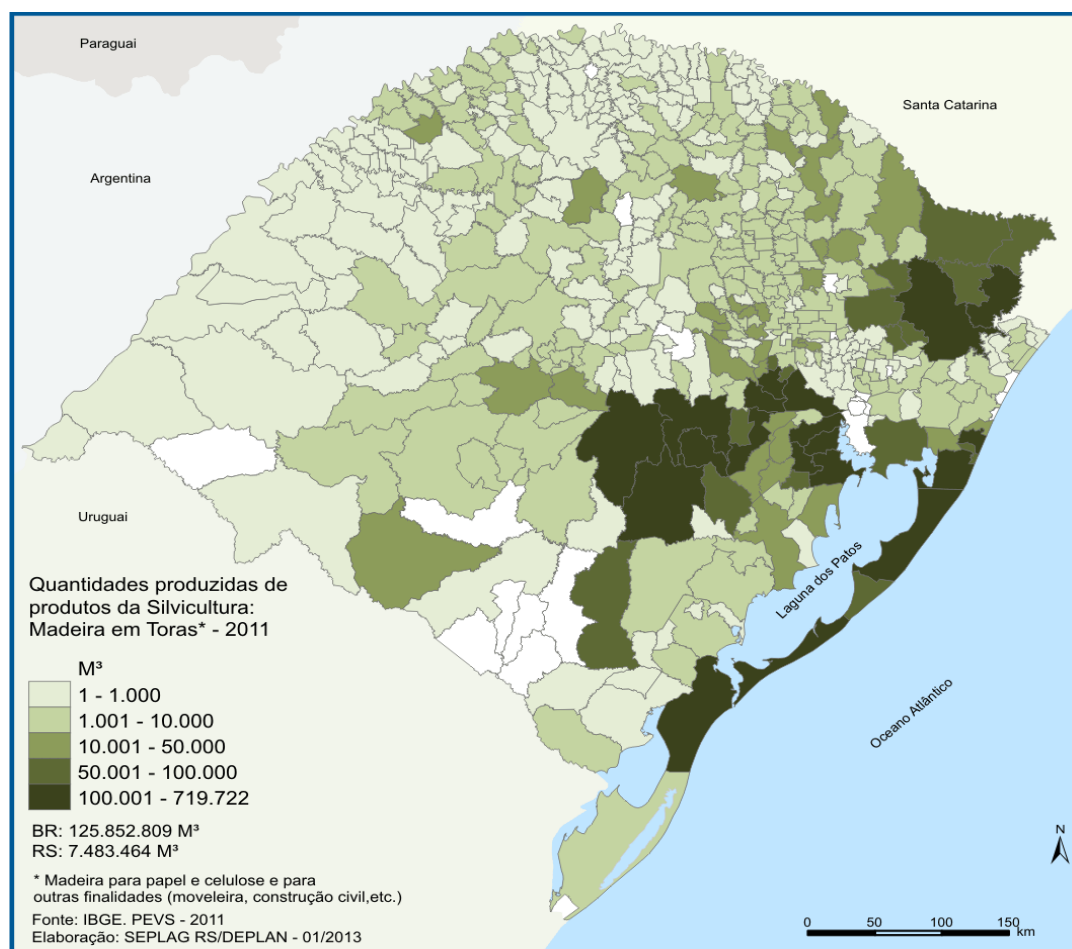 Paraguai
Santa Catarina
Argentina
Uruguai
Laguna dos Patos
Oceano Atlântico
Quantidades produzidas de
produtos da Silvicultura:
Madeira em Toras* - 2011
M³
1 - 1.000
1.001 - 10.000
10.001 - 50.000
50.001 - 100.000
100.001 - 719.722
BR: 125.852.809 M³
RS: 7.483.464 M³
* Madeira para papel e celulose e para
outras finalidades (moveleira, construção civil,etc.)
Fonte: IBGE. PEVS - 2011
Elaboração: SEPLAG RS/DEPLAN - 01/2013
N
0 50 100 150
km